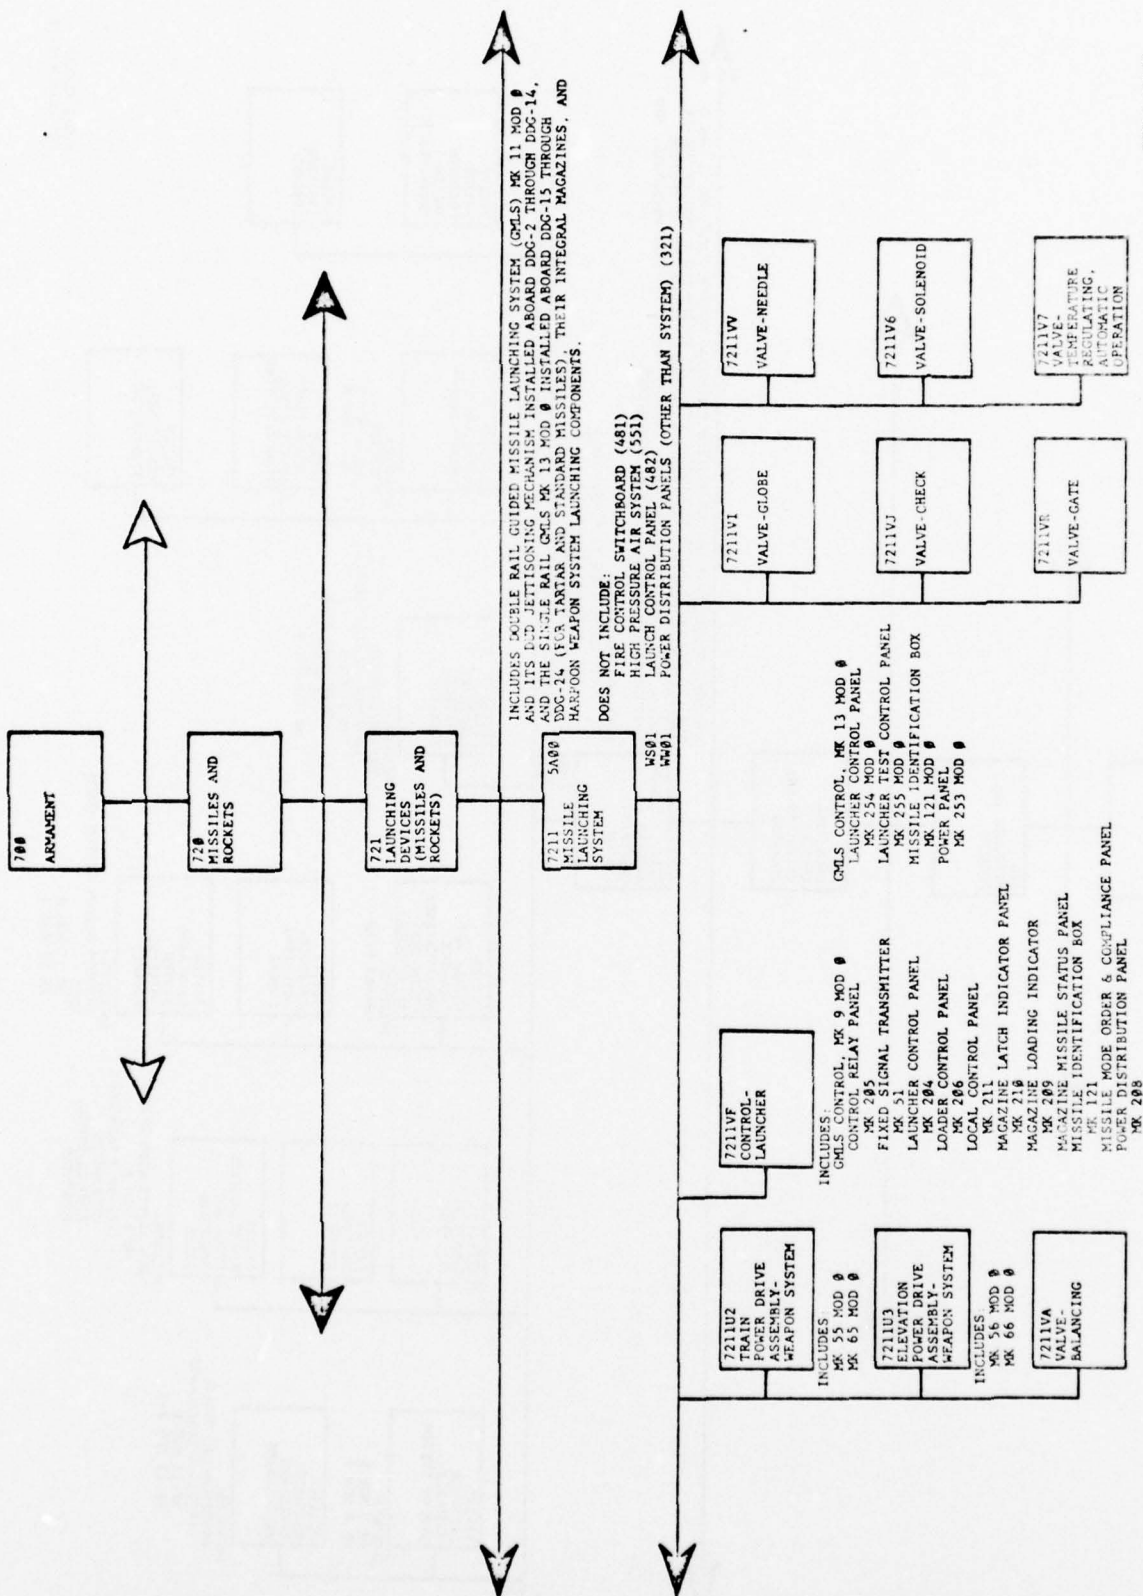 700
ARMAMENT
720
MISSILES AND
ROCKETS
721
LAUNCHING
DEVICES
(MISSILES AND
ROCKETS)
7211 5A00
MISSILE
LAUNCHING
SYSTEM
INCLUDES DOUBLE RAIL GUIDED MISSILE LAUNCHING SYSTEM (GMLS) MK 11 MOD 0
AND ITS DUD JETTISONING MECHANISM INSTALLED ABOARD DDG-2 THROUGH DDG-14,
AND THE SINGLE RAIL GMLS MK 13 MOD 0 INSTALLED ABOARD DDG-15 THROUGH
DDG-24 (FOR TARTAR AND STANDARD MISSILES), THEIR INTEGRAL MAGAZINES, AND
HARPOON WEAPON SYSTEM LAUNCHING COMPONENTS.
DOES NOT INCLUDE:
FIRE CONTROL SWITCHBOARD (481)
HIGH PRESSURE AIR SYSTEM (551)
LAUNCH CONTROL PANEL (482)
POWER DISTRIBUTION PANELS (OTHER THAN SYSTEM) (321)
WS01
WW01
7211U2
TRAIN
POWER DRIVE
ASSEMBLY-
WEAPON SYSTEM
INCLUDES:
MK 55 MOD 0
MK 65 MOD 0
7211U3
ELEVATION
POWER DRIVE
ASSEMBLY-
WEAPON SYSTEM
INCLUDES:
MK 56 MOD 0
MK 66 MOD 0
7211VA
VALVE-
BALANCING
7211VF
CONTROL-
LAUNCHER
INCLUDES:
GMLS CONTROL, MK 9 MOD 0
CONTROL RELAY PANEL
MK 205
FIXED SIGNAL TRANSMITTER
MK 51
LAUNCHER CONTROL PANEL
MK 204
LOADER CONTROL PANEL
MK 206
LOCAL CONTROL PANEL
MK 211
MAGAZINE LATCH INDICATOR PANEL
MK 210
MAGAZINE LOADING INDICATOR
MK 209
MAGAZINE MISSILE STATUS PANEL
MISSILE IDENTIFICATION BOX
MK 121
MISSILE MODE ORDER & COMPLIANCE PANEL
POWER DISTRIBUTION PANEL
MK 208
GMLS CONTROL, MK 13 MOD 0
LAUNCHER CONTROL PANEL
MK 254 MOD 0
LAUNCHER TEST CONTROL PANEL
MK 255 MOD 0
MISSILE IDENTIFICATION BOX
MK 121 MOD 0
POWER PANEL
MK 253 MOD 0
7211VI
VALVE-GLOBE
7211VJ
VALVE-CHECK
7211VR
VALVE-GATE
7211VV
VALVE-NEEDLE
7211V6
VALVE-SOLENOID
7211V7
VALVE-
TEMPERATURE
REGULATING,
AUTOMATIC
OPERATION